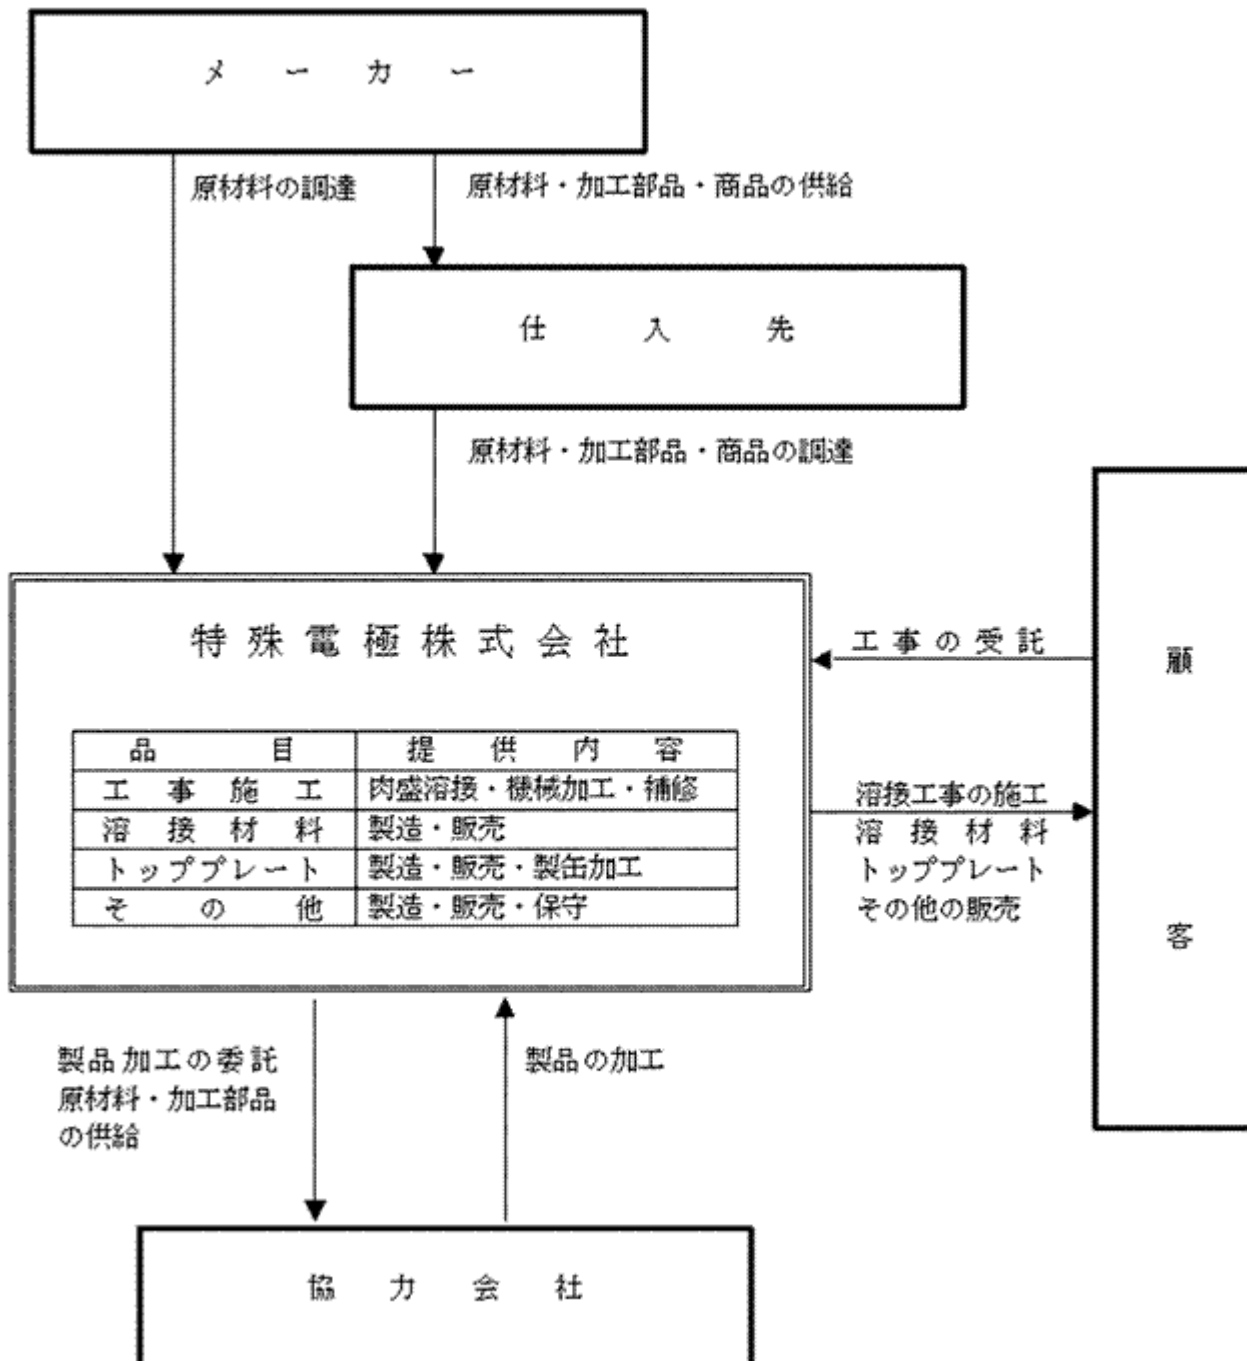 メーカー
原材料の調達
原材料・加工部品・商品の供給
仕入先
原材料・加工部品・商品の調達
特殊電極株式会社
品目 提供内容
工事施工 肉盛溶接・機械加工・補修
溶接材料 製造・販売
トッププレート 製造・販売・製缶加工
その他 製造・販売・保守
工事の受託
溶接工事の施工
溶接材料
トッププレート
その他の販売
顧客
製品加工の委託
原材料・加工部品
の供給
製品の加工
協力会社